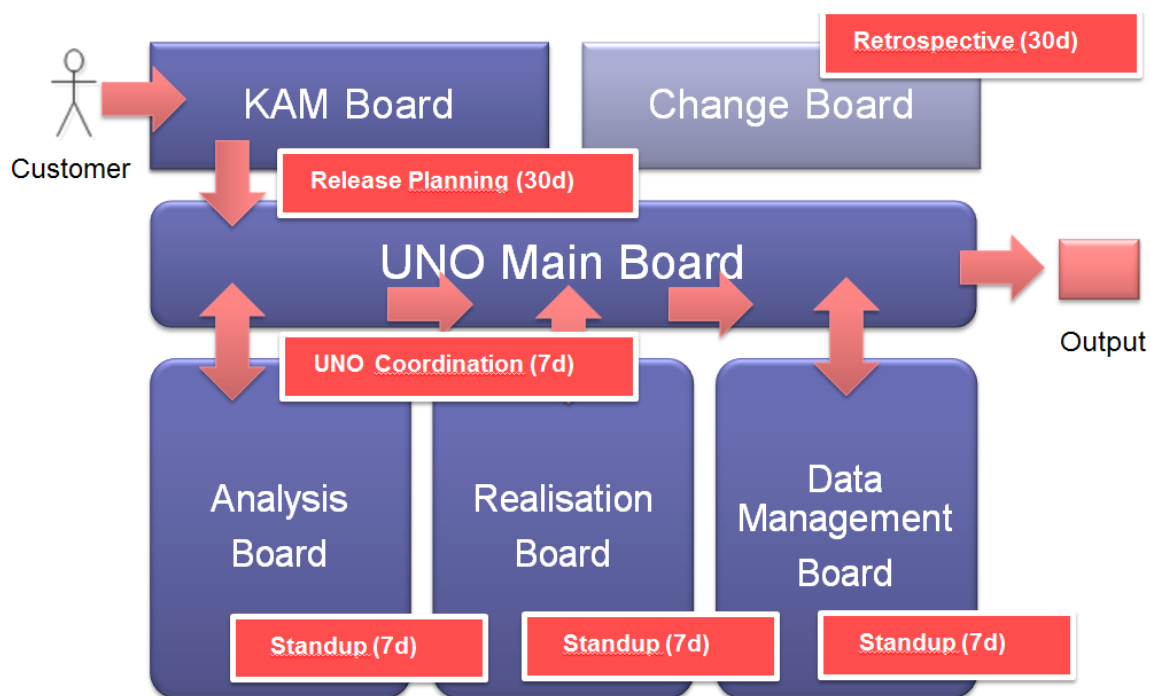 Retrospective (30d)
KAM Board
Change Board
Customer
Release Planning (30d)
UNO Main Board
Output
UNO Coordination (7d)
Analysis
Board
Realisation
Board
Data
Management
Board
Standup (7d)
Standup (7d)
Standup (7d)